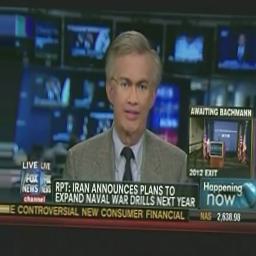 AWAITING BACHMANN
2012 EXIT
LIVE
LIVE
FOX
NEWS
channel
Happening
now
RPT: IRAN ANNOUNCES PLANS TO
EXPAND NAVAL WAR DRILLS NEXT YEAR
E CONTROVERSIAL NEW CONSUMER FINANCIAL
NAS 2,638.98